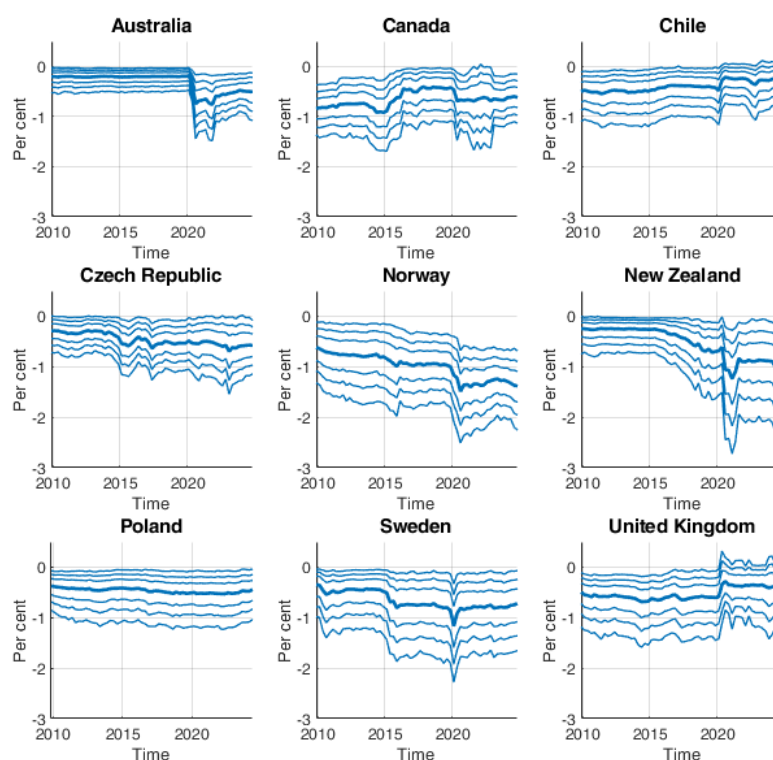 Australia
Canada
Chile
0
-1
-2
-3
Per cent
2010
2015
2020
Time
0
-1
-2
-3
Per cent
2010
2015
2020
Time
0
-1
-2
-3
Per cent
2010
2015
2020
Time
Czech Republic
Norway
New Zealand
0
-1
-2
-3
Per cent
2010
2015
2020
Time
0
-1
-2
-3
Per cent
2010
2015
2020
Time
0
-1
-2
-3
Per cent
2010
2015
2020
Time
Poland
Sweden
United Kingdom
0
-1
-2
-3
Per cent
2010
2015
2020
Time
0
-1
-2
-3
Per cent
2010
2015
2020
Time
0
-1
-2
-3
Per cent
2010
2015
2020
Time